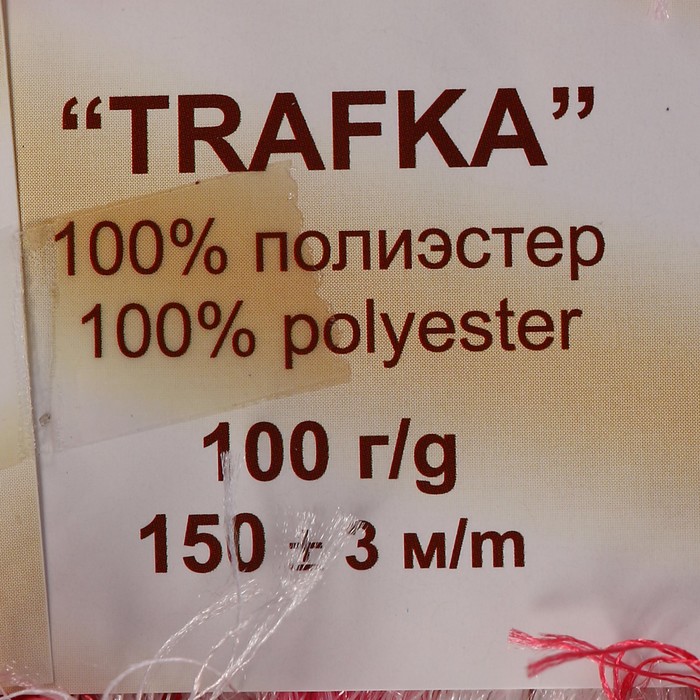 “TRAFKA”
100% полиэстер
100% polyester
100 г/g
150 ± 3 м/m